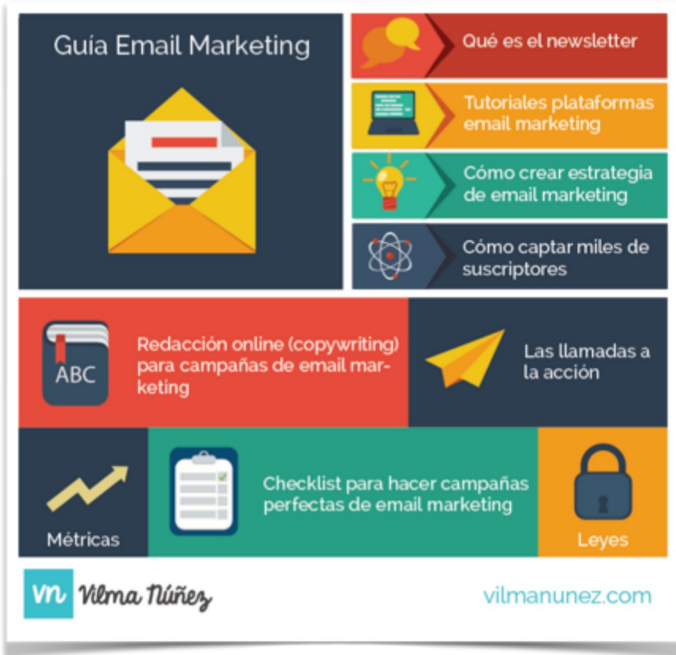 Guía Email Marketing
Qué es el newsletter
Tutoriales plataformas
email marketing
Cómo crear estrategia
de email marketing
Cómo captar miles de
suscriptores
ABC
Redacción online (copywriting)
para campañas de email mar-
keting
Las llamadas a
la acción
Métricas
Checklist para hacer campañas
perfectas de email marketing
Leyes
vn Vilma Núñez
vilmanunez.com